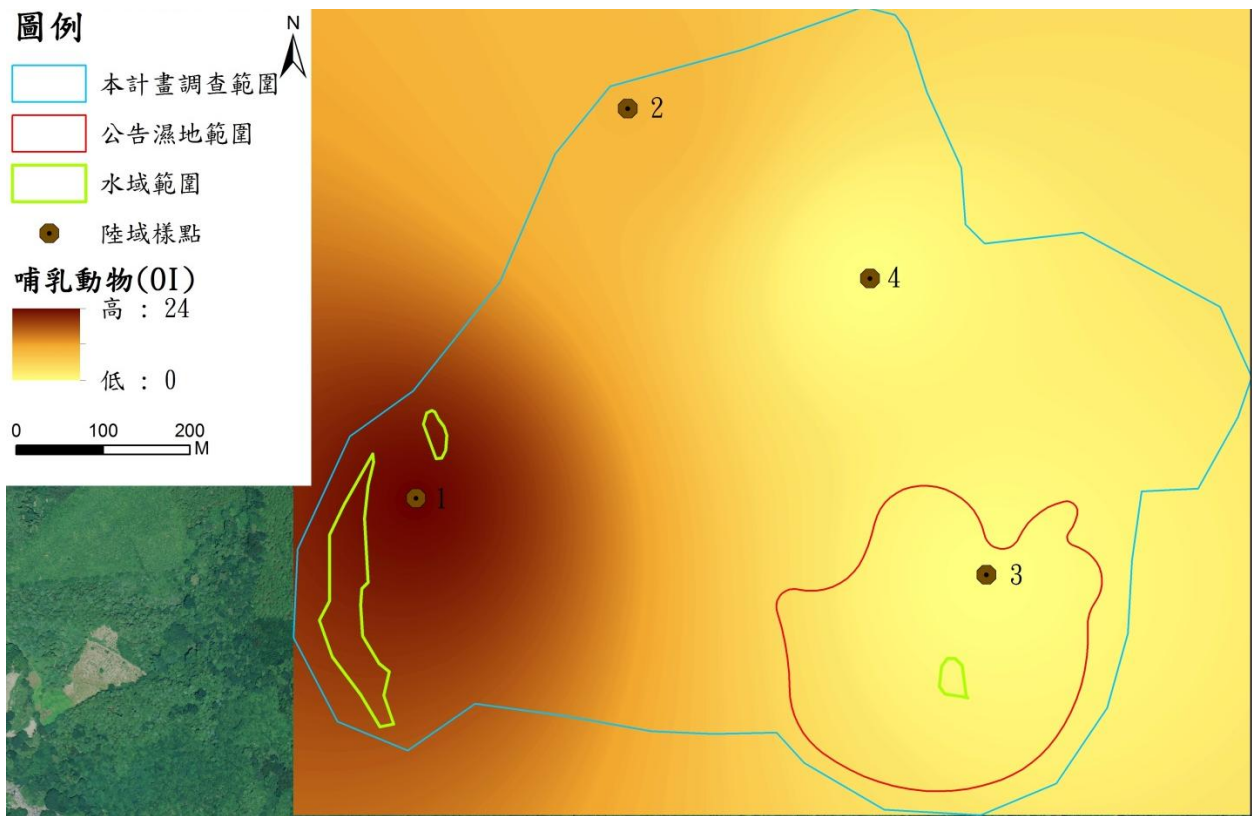 圖例
N
本計畫調查範圍
公告濕地範圍
水域範圍
陸域樣點
哺乳動物(OI)
高 : 24
低 : 0
0 100 200
M
2
4
1
3